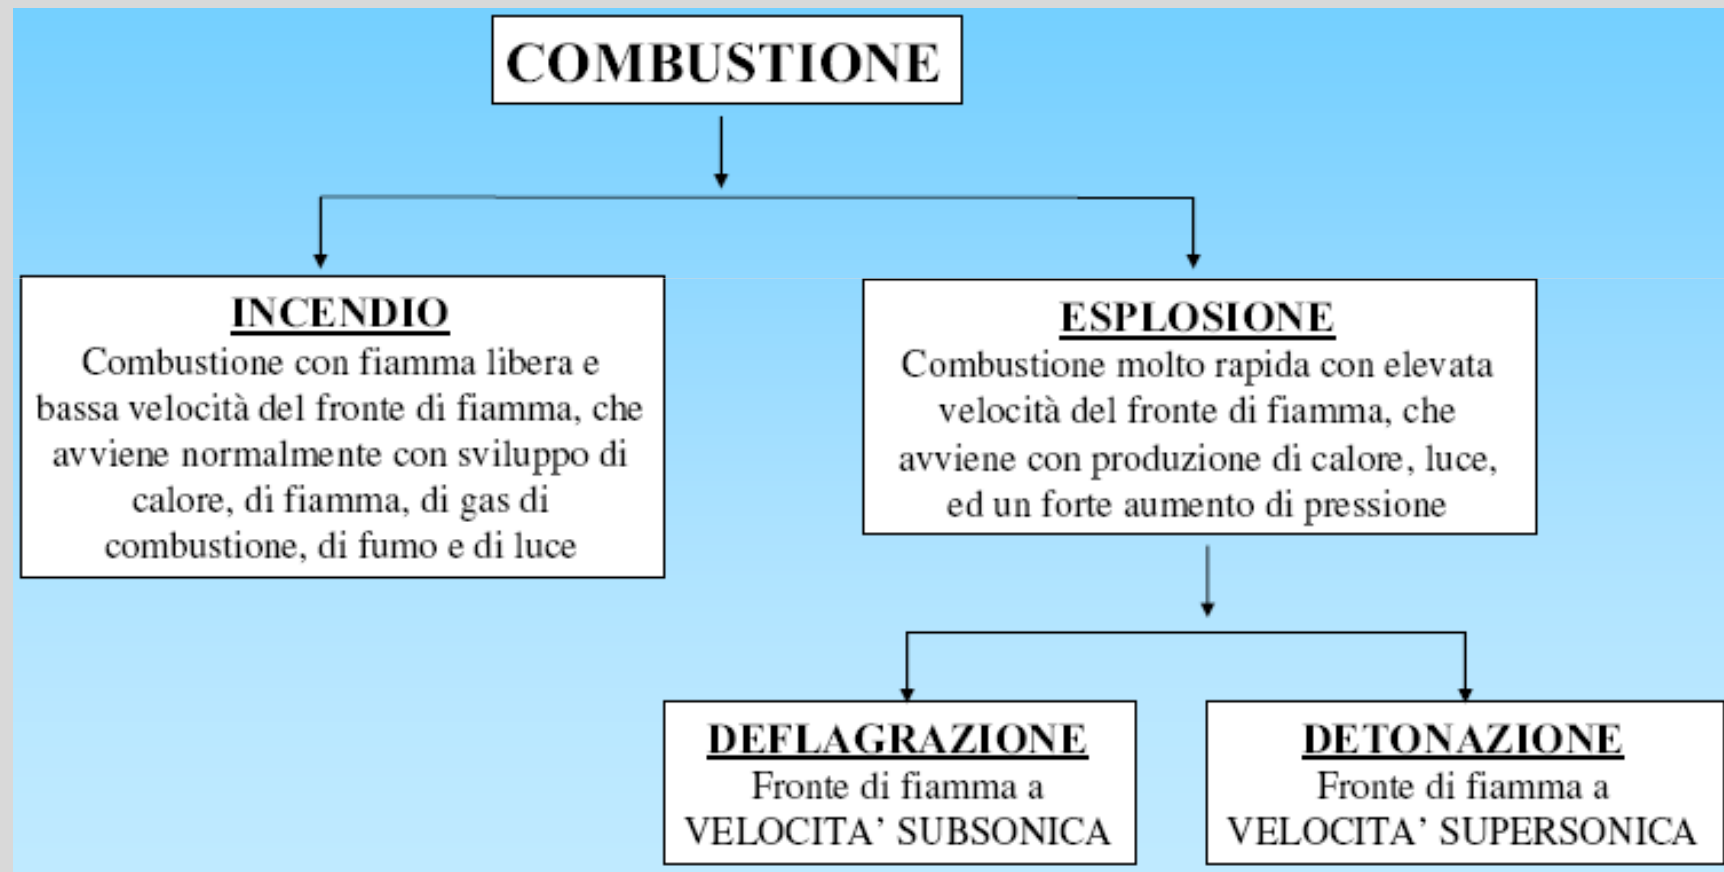 COMBUSTIONE
INCENDIO
Combustione con fiamma libera e
bassa velocità del fronte di fiamma, che
avviene normalmente con sviluppo di
calore, di fiamma, di gas di
combustione, di fumo e di luce
ESPLOSIONE
Combustione molto rapida con elevata
velocità del fronte di fiamma, che
avviene con produzione di calore, luce,
ed un forte aumento di pressione
DEFLAGRAZIONE
Fronte di fiamma a
VELOCITA’ SUBSONICA
DETONAZIONE
Fronte di fiamma a
VELOCITA’ SUPERSONICA